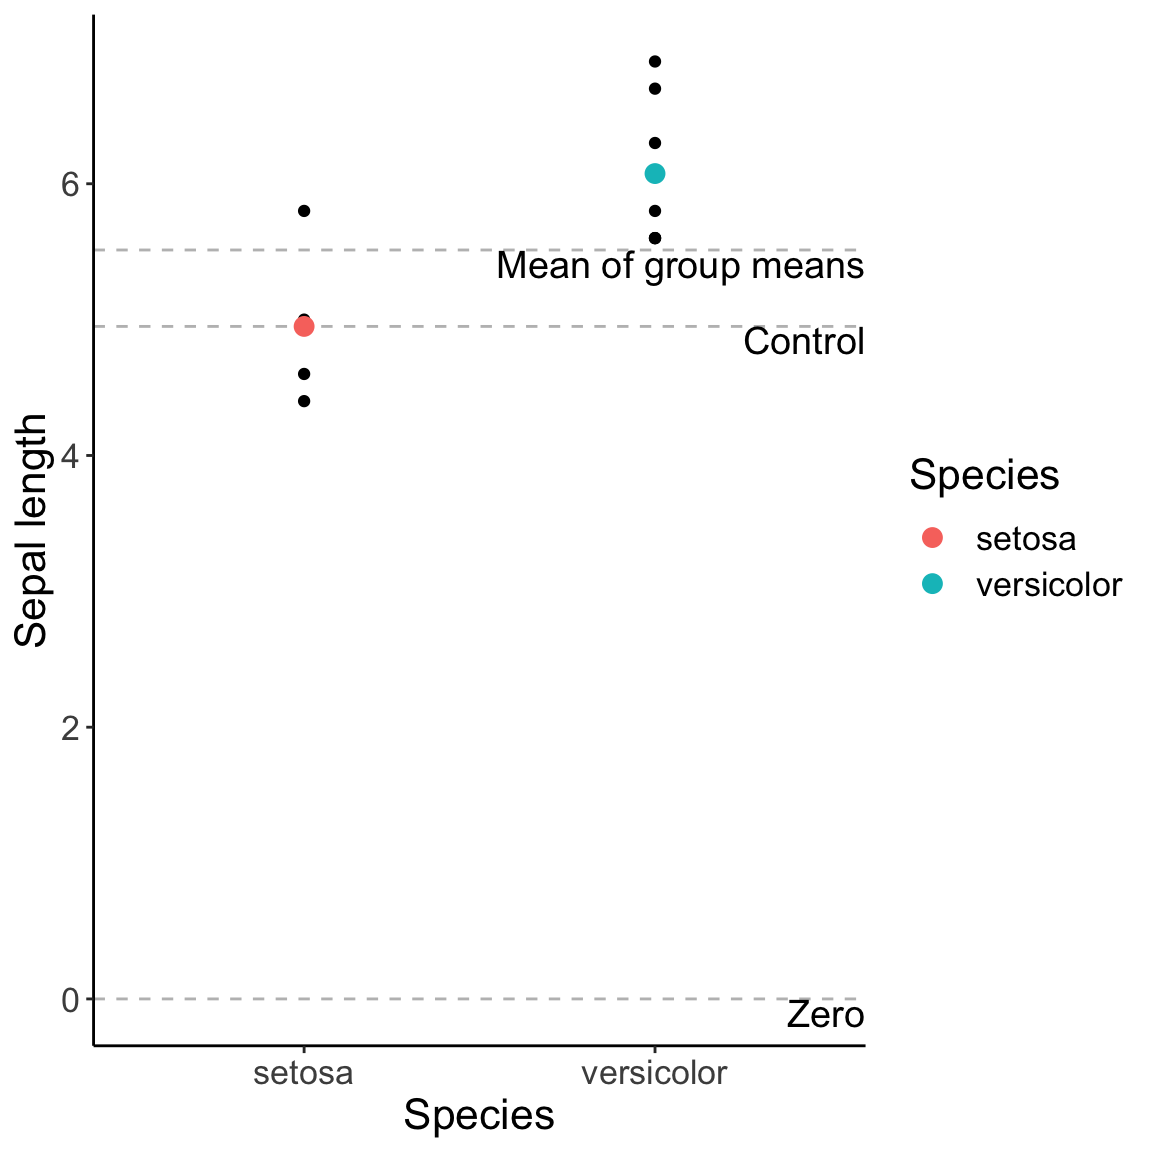 6
4
2
0
Sepal length
Mean of group means
Control
Zero
setosa
versicolor
Species
Species
setosa
versicolor